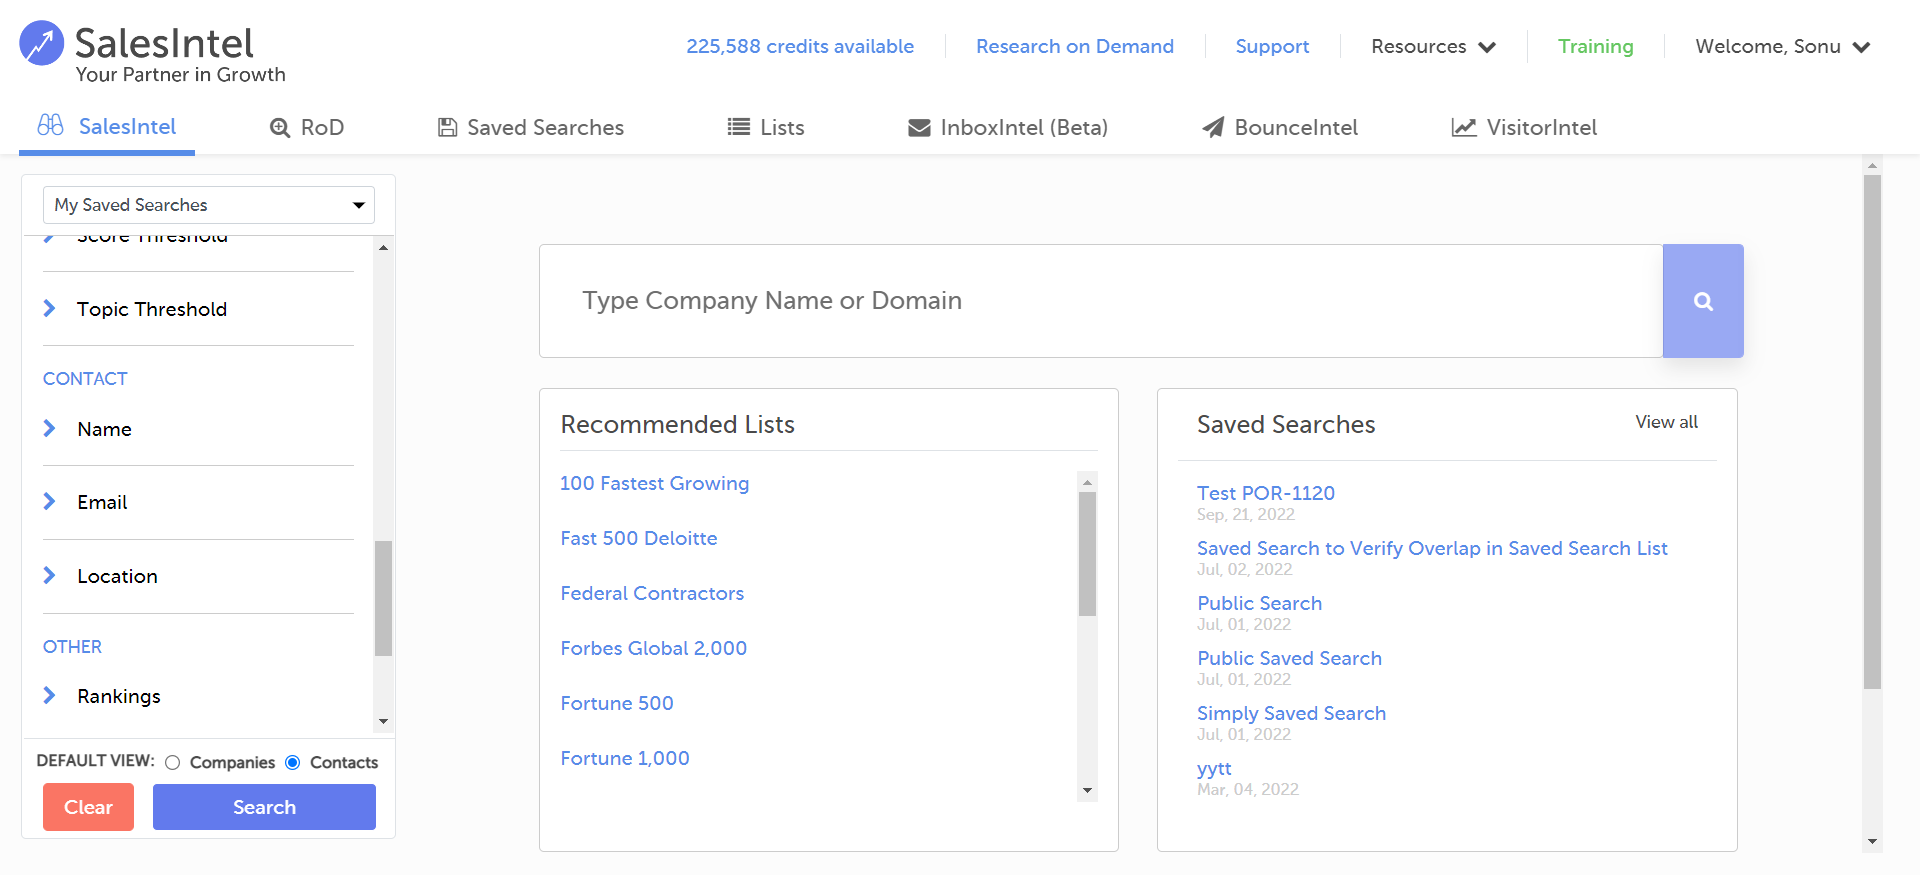 SalesIntel
Your Partner in Growth
225,588 credits available
Research on Demand
Support
Resources
Training
Welcome, Sonu
SalesIntel
RoD
Saved Searches
Lists
InboxIntel (Beta)
BounceIntel
VisitorIntel
My Saved Searches
Score Threshold
Topic Threshold
CONTACT
Name
Email
Location
OTHER
Rankings
DEFAULT VIEW: Companies Contacts
Clear
Search
Type Company Name or Domain
Recommended Lists
100 Fastest Growing
Fast 500 Deloitte
Federal Contractors
Forbes Global 2,000
Fortune 500
Fortune 1,000
Saved Searches
View all
Test POR-1120
Sep, 21, 2022
Saved Search to Verify Overlap in Saved Search List
Jul, 02, 2022
Public Search
Jul, 01, 2022
Public Saved Search
Jul, 01, 2022
Simply Saved Search
Jul, 01, 2022
yytt
Mar, 04, 2022